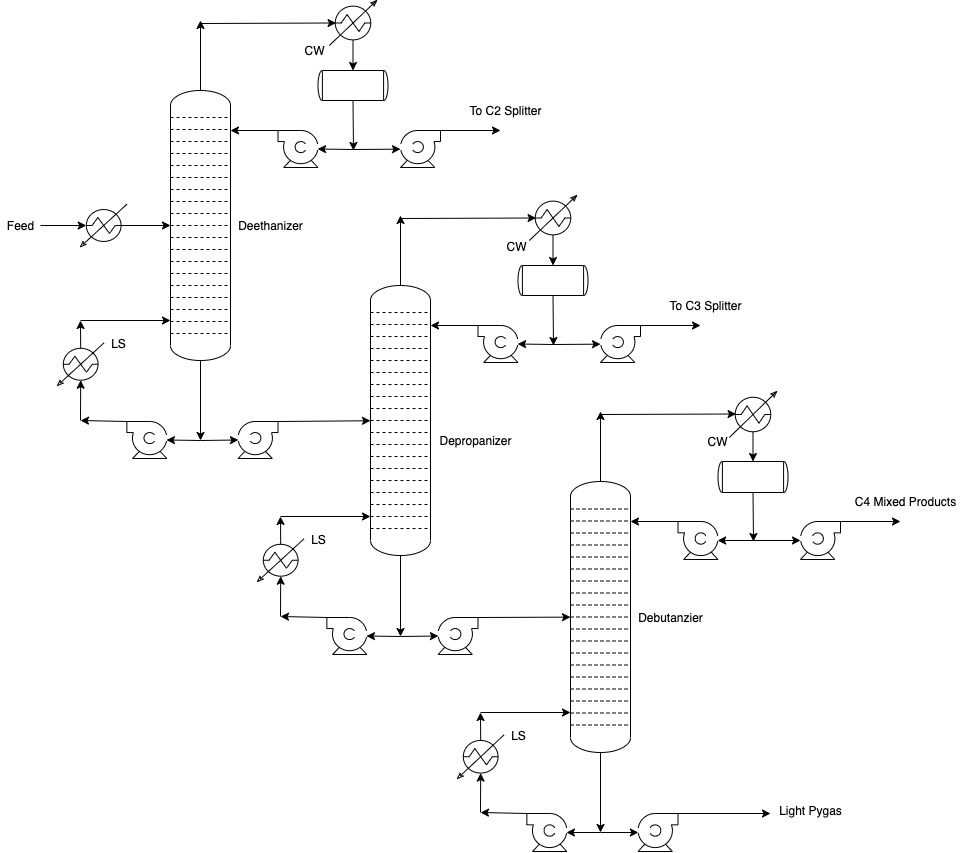 CW
To C2 Splitter
Feed
Deethanizer
LS
CW
To C3 Splitter
Depropanizer
LS
CW
C4 Mixed Products
Debutanzier
LS
Light Pygas
C
C
C
C
C
C
C
C
C
C
C
C